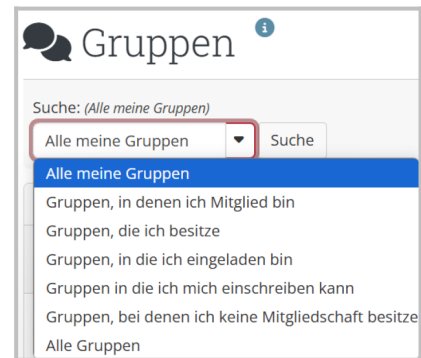 Gruppen i
Suche: (Alle meine Gruppen)
Alle meine Gruppen Suche
Alle meine Gruppen
Gruppen, in denen ich Mitglied bin
Gruppen, die ich besitze
Gruppen, in die ich eingeladen bin
Gruppen in die ich mich einschreiben kann
Gruppen, bei denen ich keine Mitgliedschaft besitze
Alle Gruppen